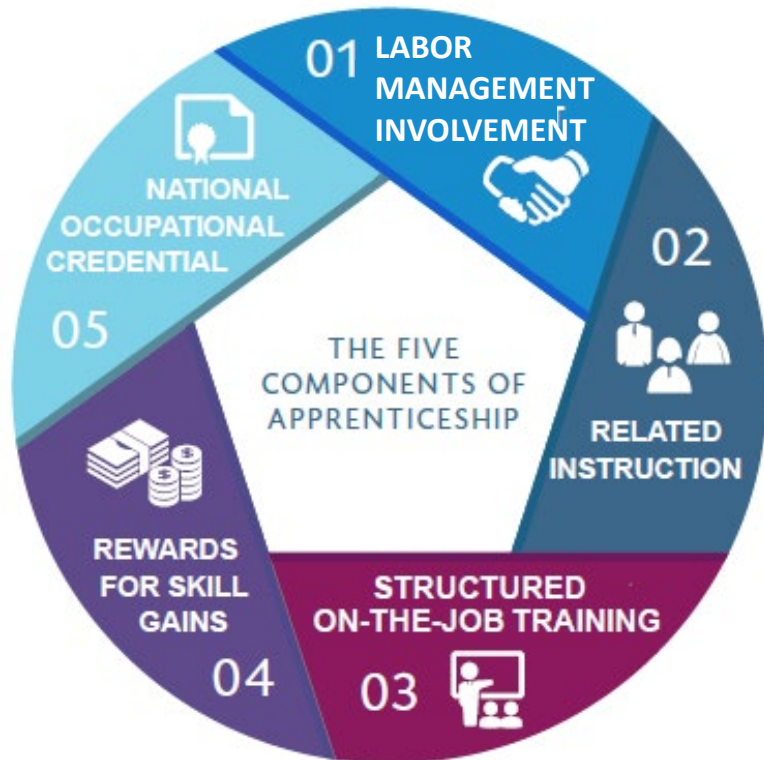 THE FIVE
COMPONENTS OF
APPRENTICESHIP
01 LABOR
MANAGEMENT
INVOLVEMENT
02
RELATED
INSTRUCTION
STRUCTURED
ON-THE-JOB TRAINING
03
REWARDS
FOR SKILL
GAINS
04
NATIONAL
OCCUPATIONAL
CREDENTIAL
05